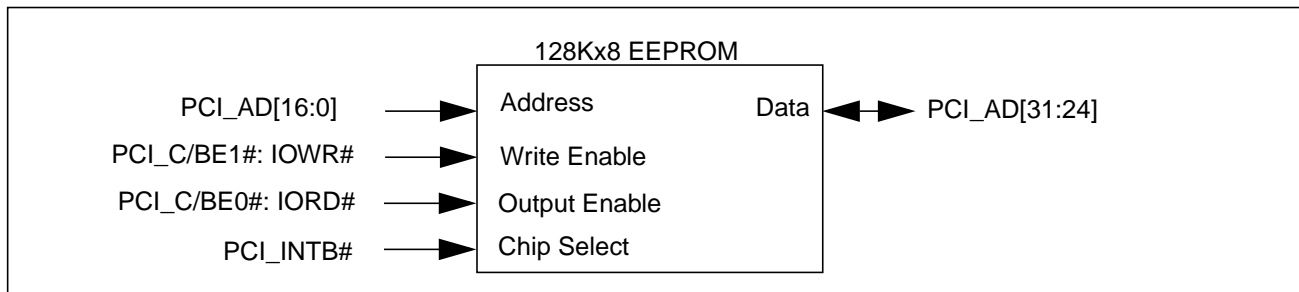 128Kx8 EEPROM
PCI_AD[16:0] Address Data PCI_AD[31:24]
PCI_C/BE1#: IOWR# Write Enable
PCI_C/BE0#: IORD# Output Enable
PCI_INTB# Chip Select